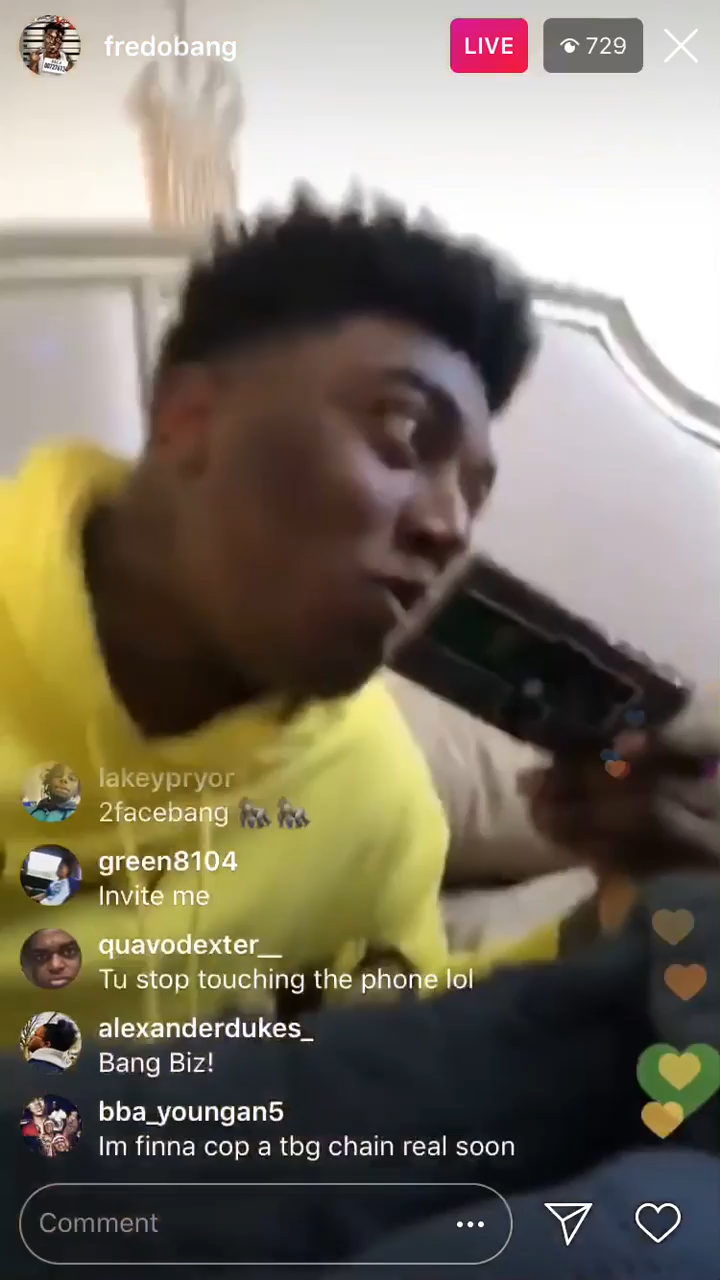 fredobang
LIVE
729
lakeypryor
2facebang 🦍🦍
green8104
Invite me
quavodexter__
Tu stop touching the phone lol
alexanderdukes_
Bang Biz!
bba_youngan5
Im finna cop a tbg chain real soon
Comment